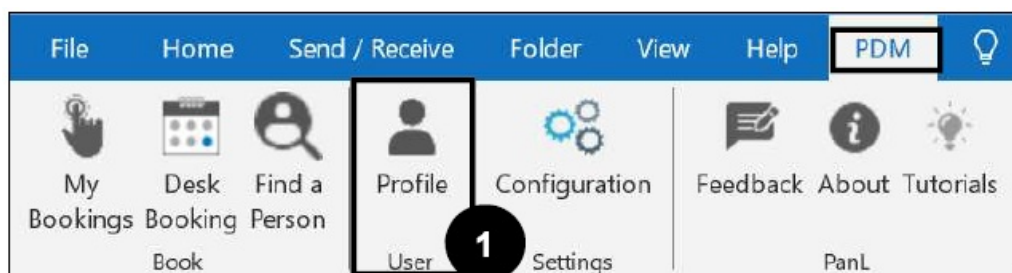 File Home Send / Receive Folder View Help PDM
My Desk Find a Profile Configuration Feedback About Tutorials
Bookings Booking Person
1
Book User Settings PanL